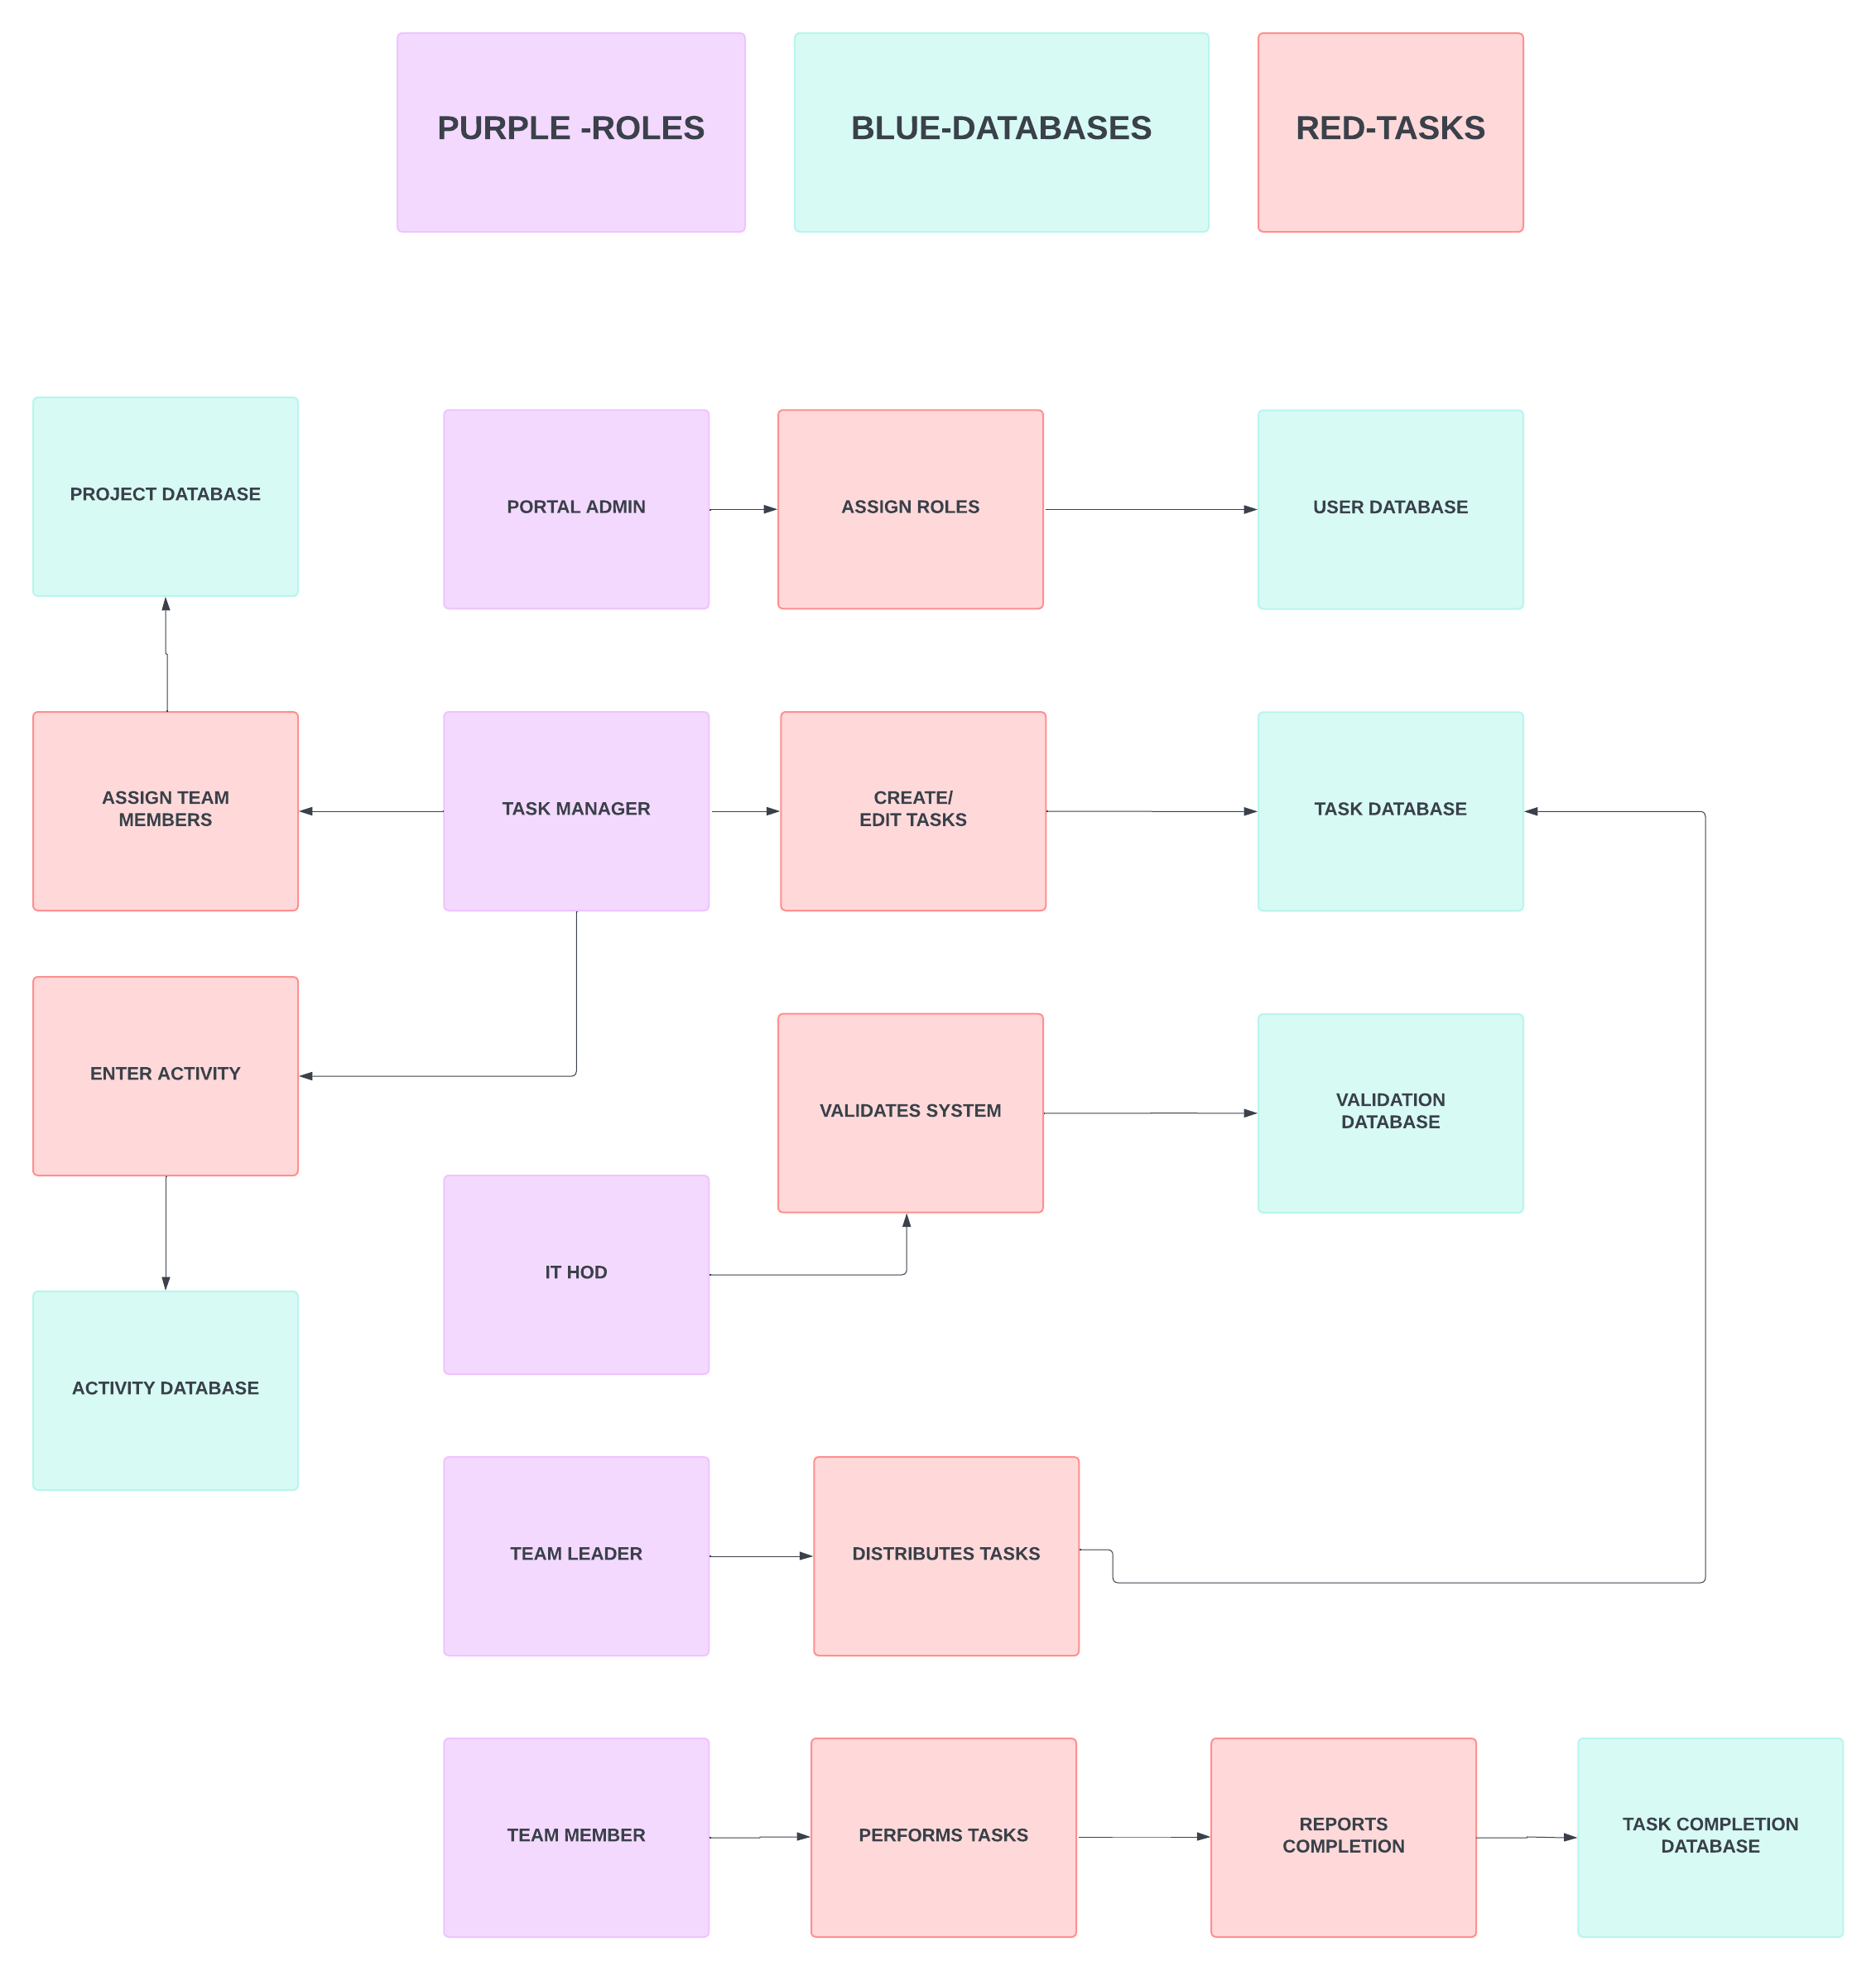 PURPLE -ROLES
BLUE-DATABASES
RED-TASKS
PROJECT DATABASE
PORTAL ADMIN
ASSIGN ROLES
USER DATABASE
ASSIGN TEAM
MEMBERS
TASK MANAGER
CREATE/
EDIT TASKS
TASK DATABASE
ENTER ACTIVITY
VALIDATES SYSTEM
VALIDATION
DATABASE
IT HOD
ACTIVITY DATABASE
TEAM LEADER
DISTRIBUTES TASKS
TEAM MEMBER
PERFORMS TASKS
REPORTS
COMPLETION
TASK COMPLETION
DATABASE